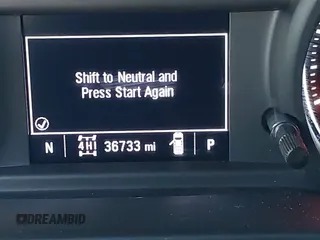 Shift to Neutral and
Press Start Again
N 4H 36733 mi P
DREAMBID